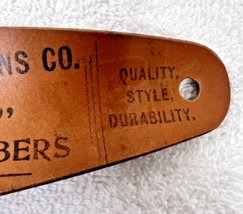 NS CO.
QUALITY,
STYLE,
DURABILITY.
”
BERS